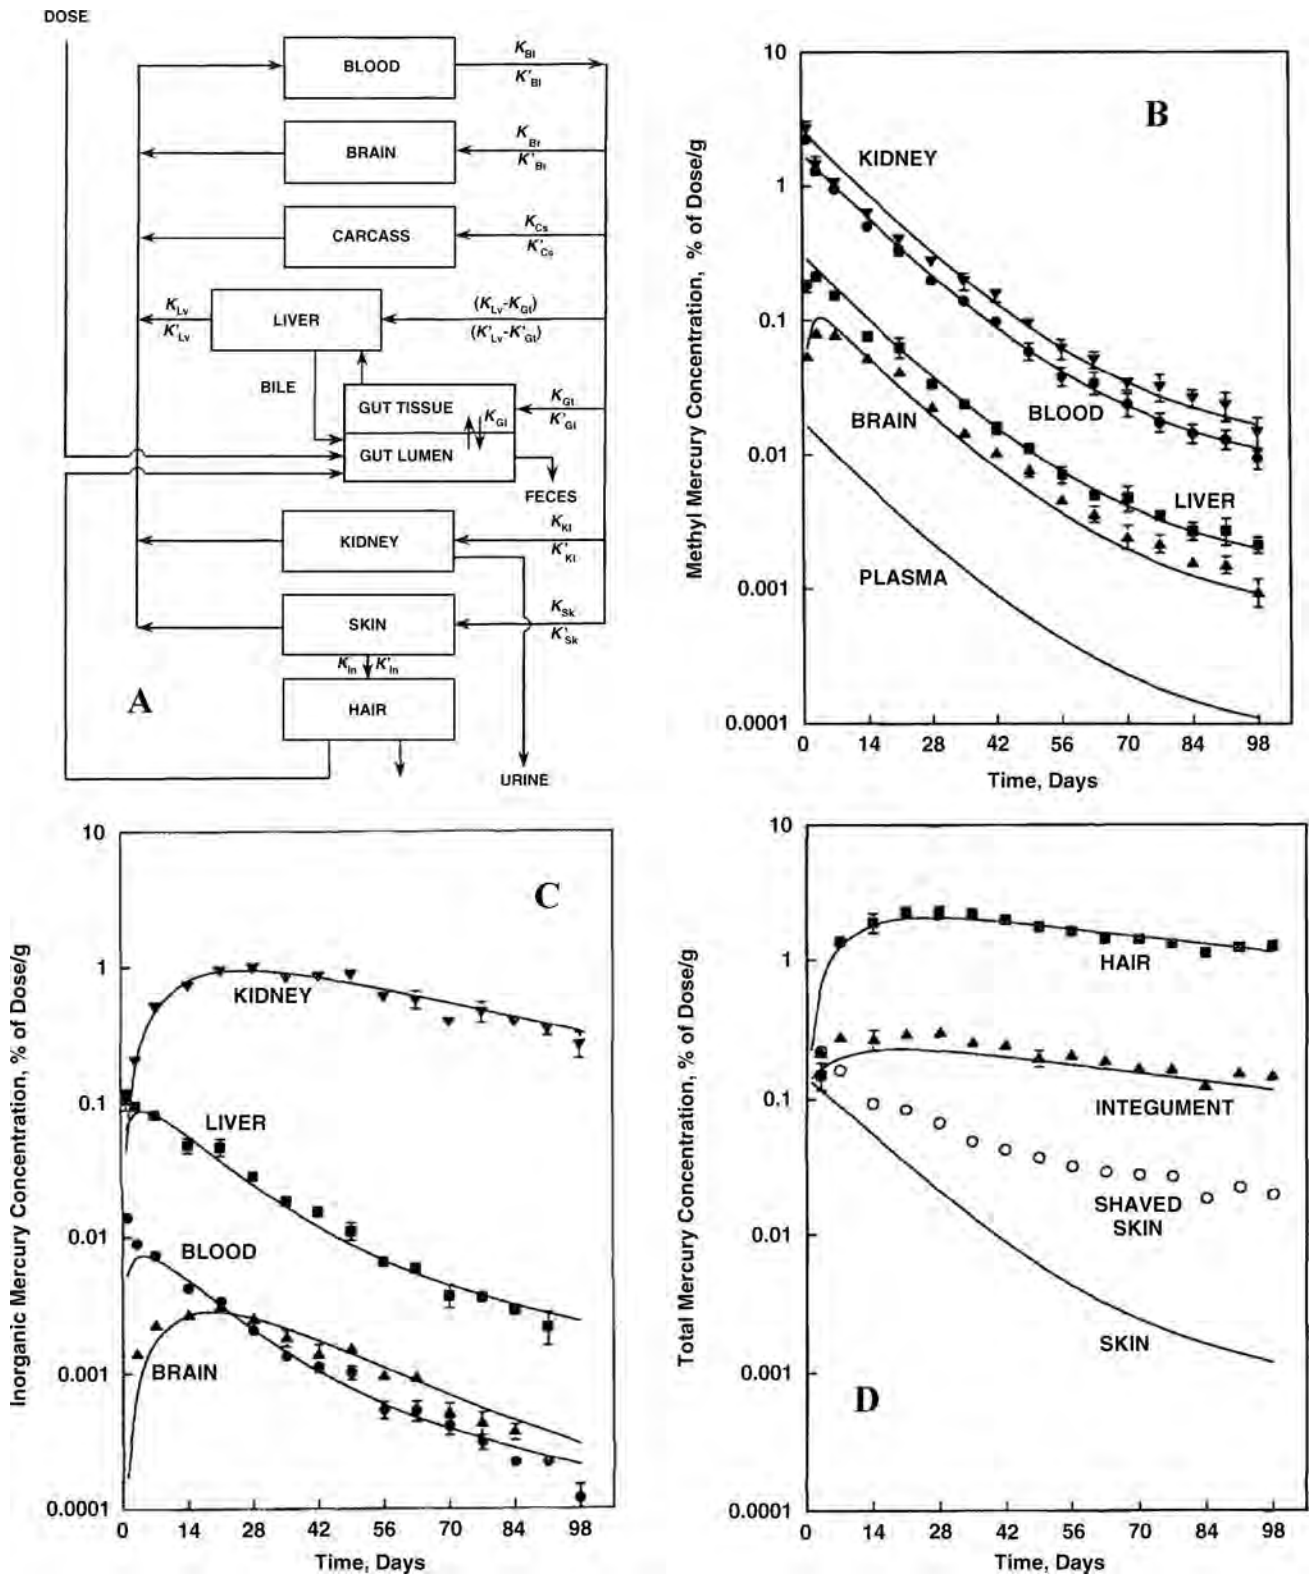 DOSE
BLOOD
K_Bl
K'_Bl
BRAIN
K_Br
K'_Br
CARCASS
K_Cs
K'_Cs
K_Lv
K'_Lv
LIVER
(K_Lv-K_Gt)
(K'_Lv-K'_Gt)
BILE
GUT TISSUE
K_Gl
K_Gt
K'_Gt
GUT LUMEN
FECES
KIDNEY
K_Ki
K'_Ki
SKIN
K_Sk
K'_Sk
K_In K'_In
A
HAIR
URINE
Methyl Mercury Concentration, % of Dose/g
10
1
0.1
0.01
0.001
0.0001
B
KIDNEY
BLOOD
BRAIN
LIVER
PLASMA
0 14 28 42 56 70 84 98
Time, Days
Inorganic Mercury Concentration, % of Dose/g
10
1
0.1
0.01
0.001
0.0001
C
KIDNEY
LIVER
BLOOD
BRAIN
0 14 28 42 56 70 84 98
Time, Days
Total Mercury Concentration, % of Dose/g
10
1
0.1
0.01
0.001
0.0001
HAIR
INTEGUMENT
SHAVED
SKIN
SKIN
D
0 14 28 42 56 70 84 98
Time, Days